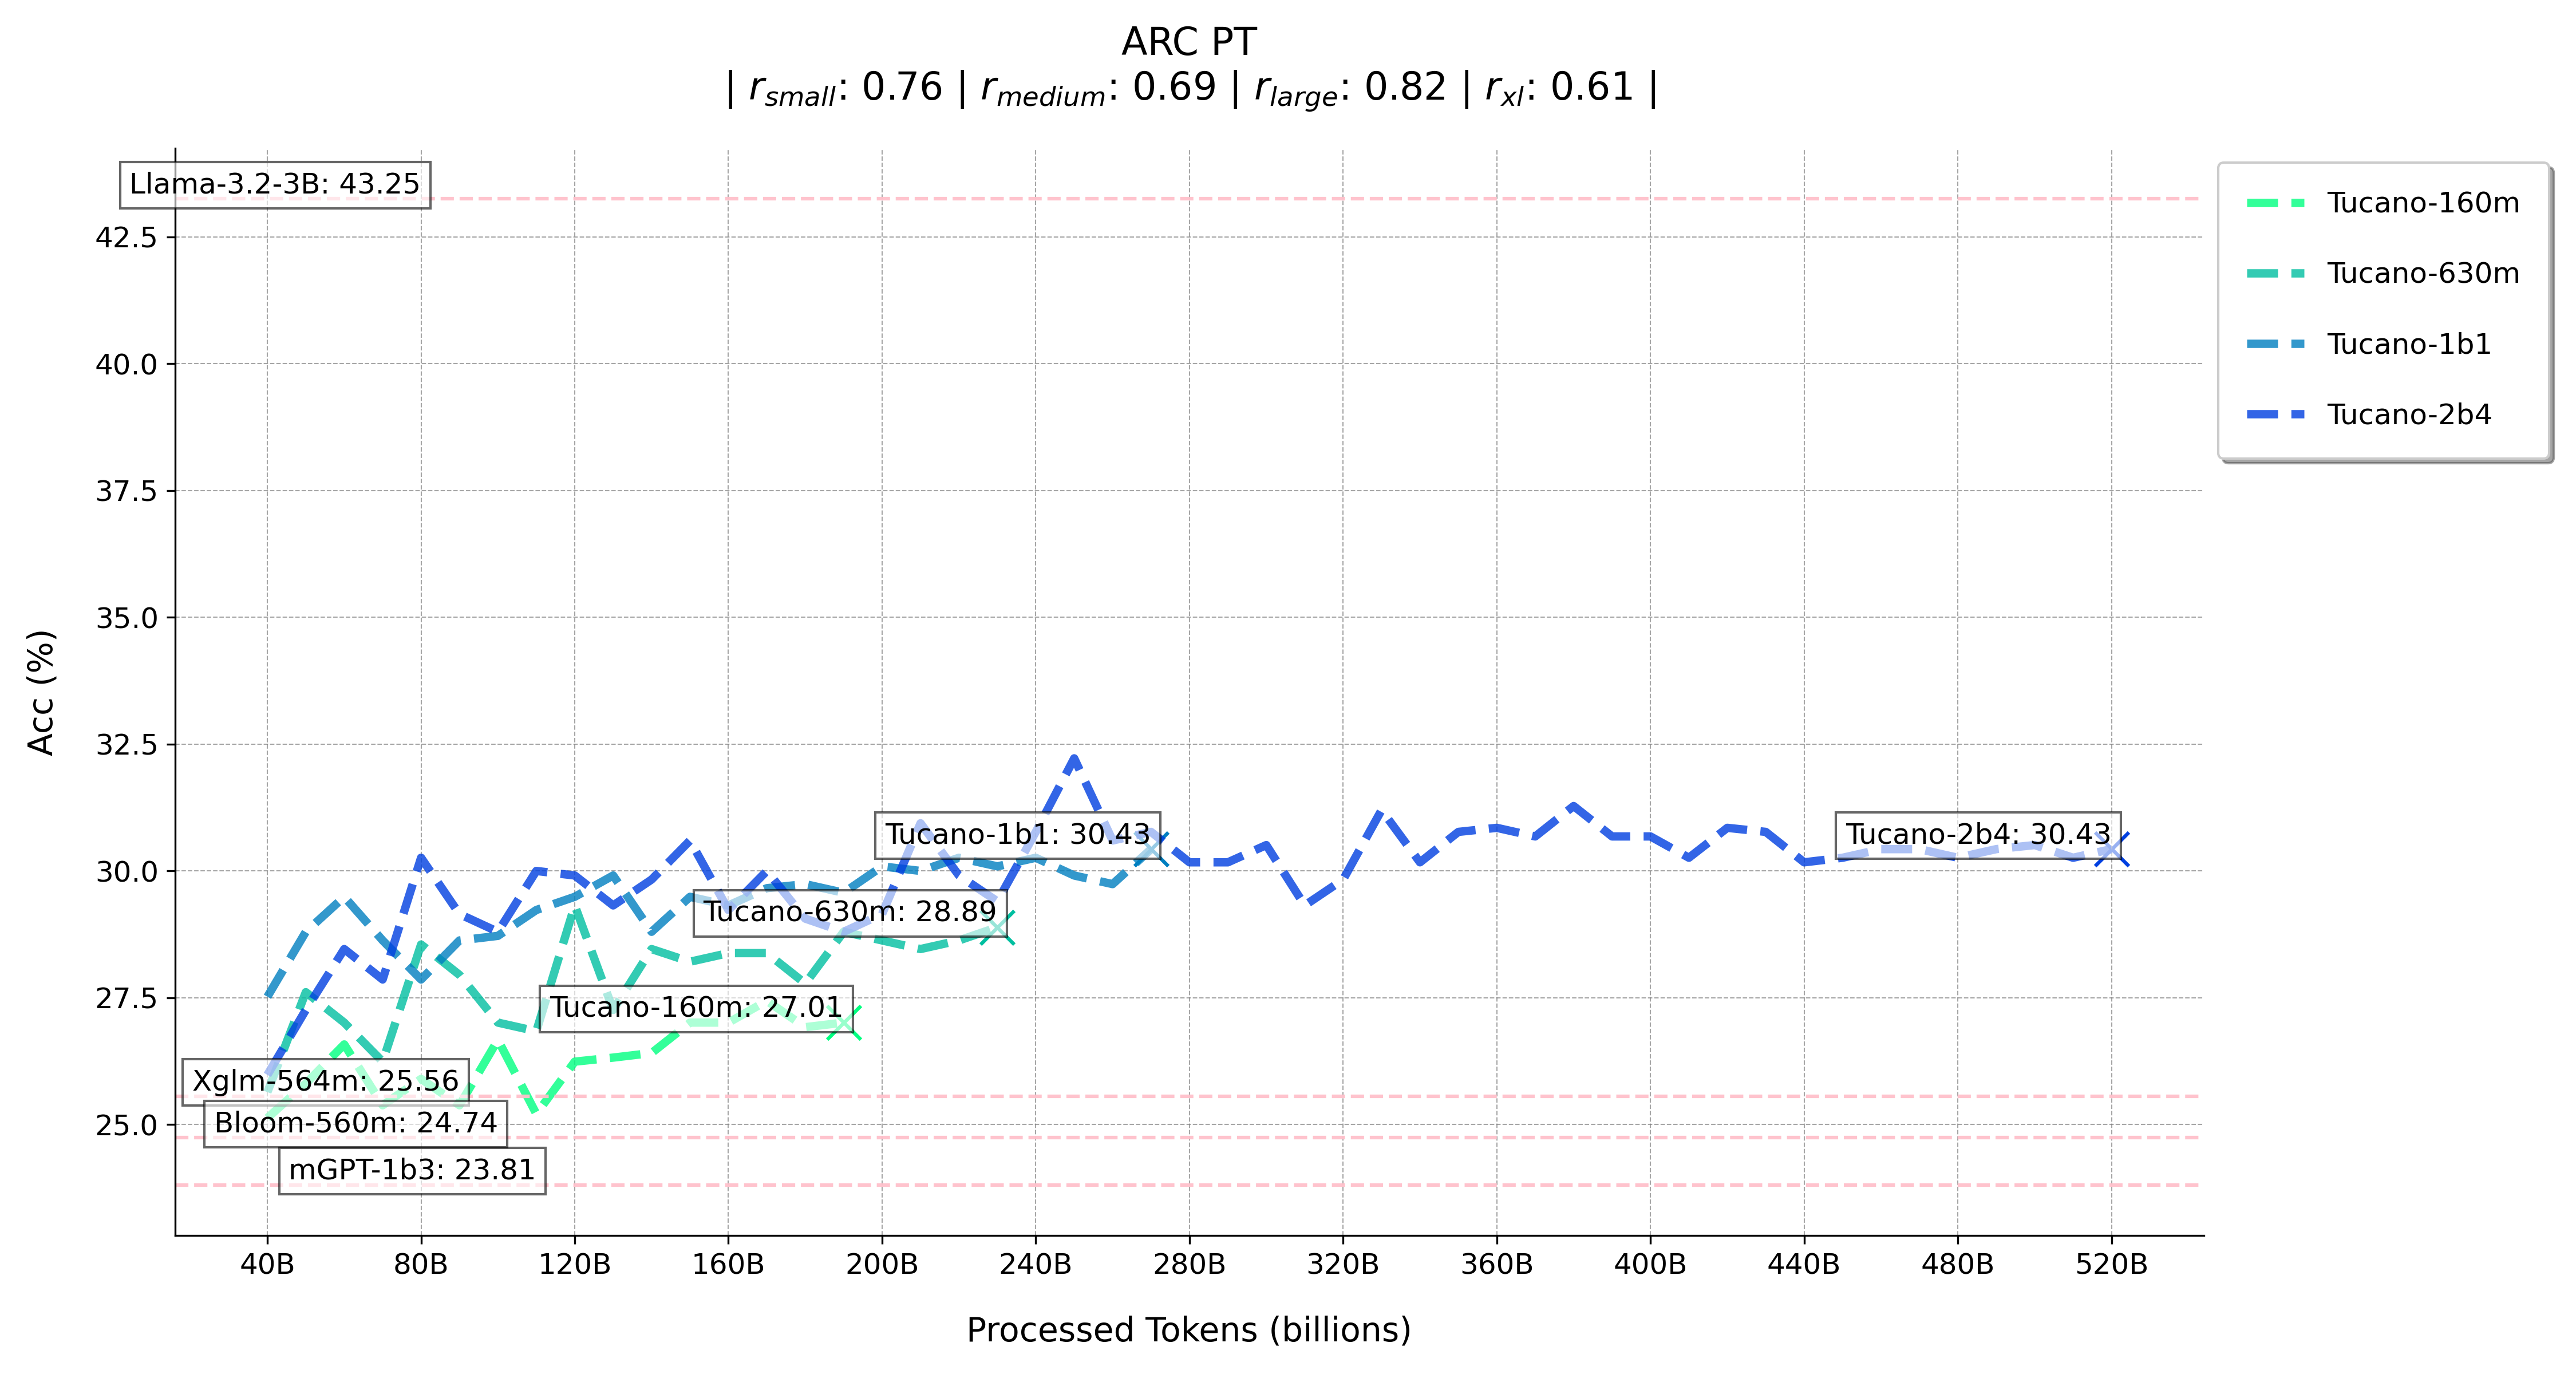 ARC PT
| r_small: 0.76 | r_medium: 0.69 | r_large: 0.82 | r_xl: 0.61 |
Llama-3.2-3B: 43.25
Tucano-160m
Tucano-630m
Tucano-1b1
Tucano-2b4
Acc (%)
42.5
40.0
37.5
35.0
32.5
30.0
27.5
25.0
Tucano-1b1: 30.43
Tucano-2b4: 30.43
Tucano-630m: 28.89
Tucano-160m: 27.01
Xglm-564m: 25.56
Bloom-560m: 24.74
mGPT-1b3: 23.81
40B 80B 120B 160B 200B 240B 280B 320B 360B 400B 440B 480B 520B
Processed Tokens (billions)